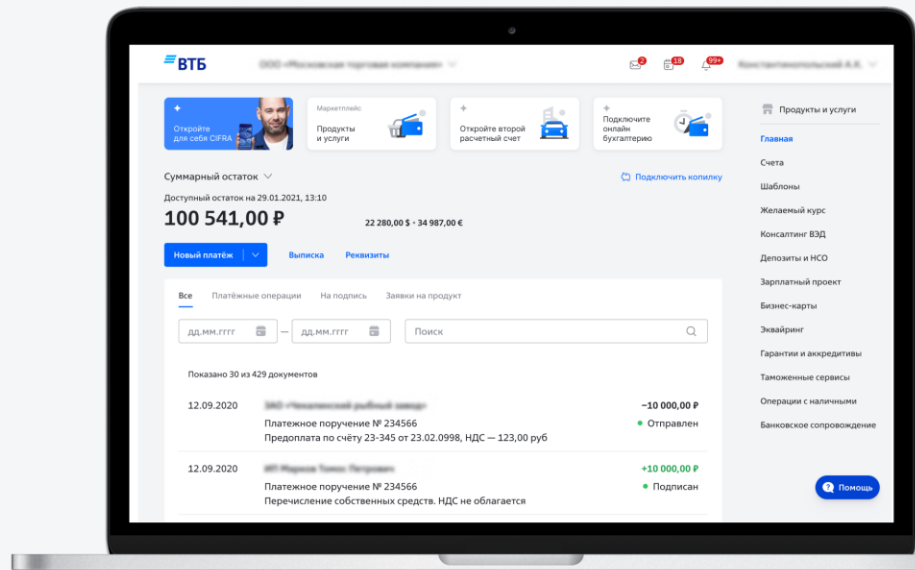 ВТБ
2
18
99+
Откройте
для себя CIFRA
Маркетплейс
Продукты
и услуги
Откройте второй
расчетный счет
Подключите
онлайн
бухгалтерию
Суммарный остаток
Подключить копилку
Доступный остаток на 29.01.2021, 13:10
100 541,00 ₽
22 280,00 $ • 34 987,00 €
Новый платёж
Выписка
Реквизиты
Все
Платёжные операции
На подпись
Заявки на продукт
дд.мм.гггг
—
дд.мм.гггг
Поиск
Показано 30 из 429 документов
12.09.2020
−10 000,00 ₽
Платежное поручение № 234566
Отправлен
Предоплата по счёту 23-345 от 23.02.0998, НДС — 123,00 руб
12.09.2020
+10 000,00 ₽
Платежное поручение № 234566
Подписан
Перечисление собственных средств. НДС не облагается
Продукты и услуги
Главная
Счета
Шаблоны
Желаемый курс
Консалтинг ВЭД
Депозиты и НСО
Зарплатный проект
Бизнес-карты
Эквайринг
Гарантии и аккредитивы
Таможенные сервисы
Операции с наличными
Банковское сопровождение
Помощь